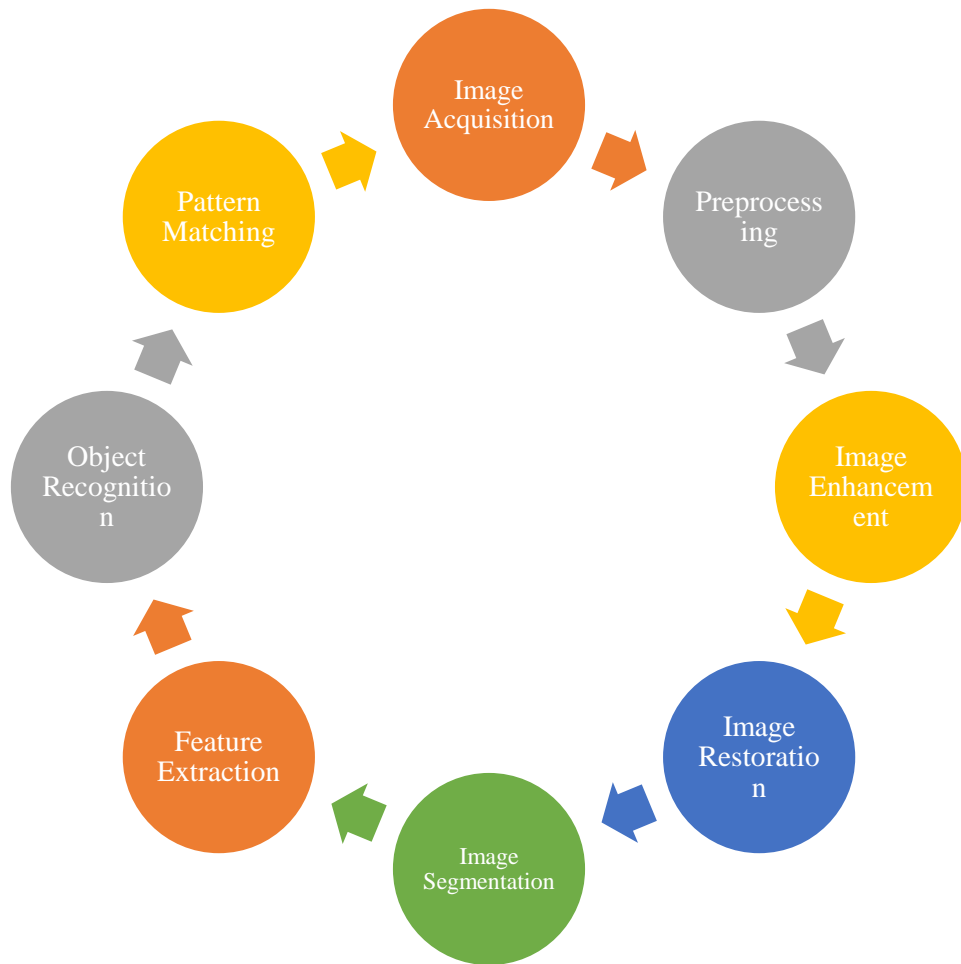 Image
Acquisition
Preprocess
ing
Image
Enhancem
ent
Image
Restoratio
n
Image
Segmentation
Feature
Extraction
Object
Recognitio
n
Pattern
Matching